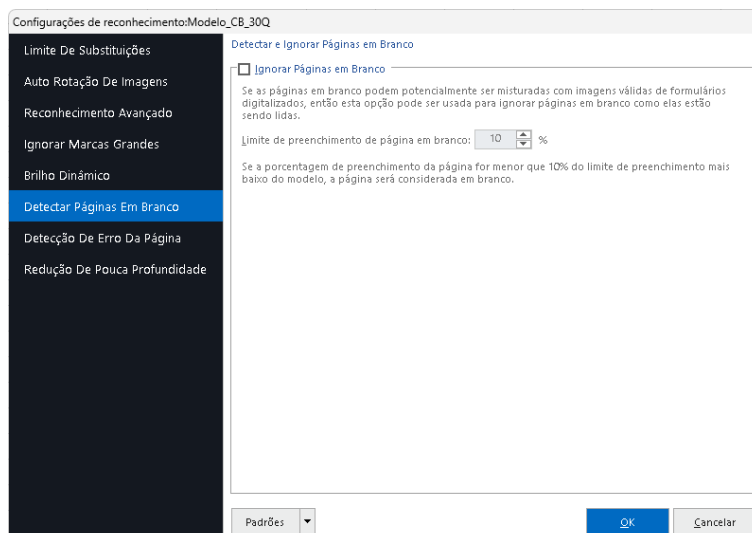 Configurações de reconhecimento:Modelo_CB_30Q
Limite De Substituições
Auto Rotação De Imagens
Reconhecimento Avançado
Ignorar Marcas Grandes
Brilho Dinâmico
Detectar Páginas Em Branco
Detecção De Erro Da Página
Redução De Pouca Profundidade
Detectar e Ignorar Páginas em Branco
Ignorar Páginas em Branco
Se as páginas em branco podem potencialmente ser misturadas com imagens válidas de formulários
digitalizados, então esta opção pode ser usada para ignorar páginas em branco como elas estão
sendo lidas.
Limite de preenchimento de página em branco: 10 %
Se a porcentagem de preenchimento da página for menor que 10% do limite de preenchimento mais
baixo do modelo, a página será considerada em branco.
Padrões
OK
Cancelar